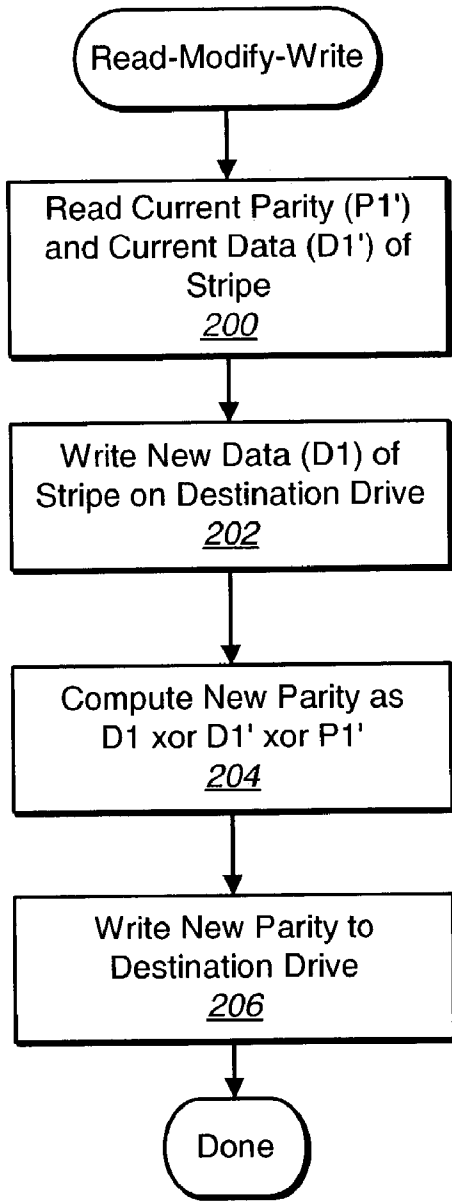 Read-Modify-Write
Read Current Parity (P1')
and Current Data (D1') of
Stripe
200
Write New Data (D1) of
Stripe on Destination Drive
202
Compute New Parity as
D1 xor D1' xor P1'
204
Write New Parity to
Destination Drive
206
Done